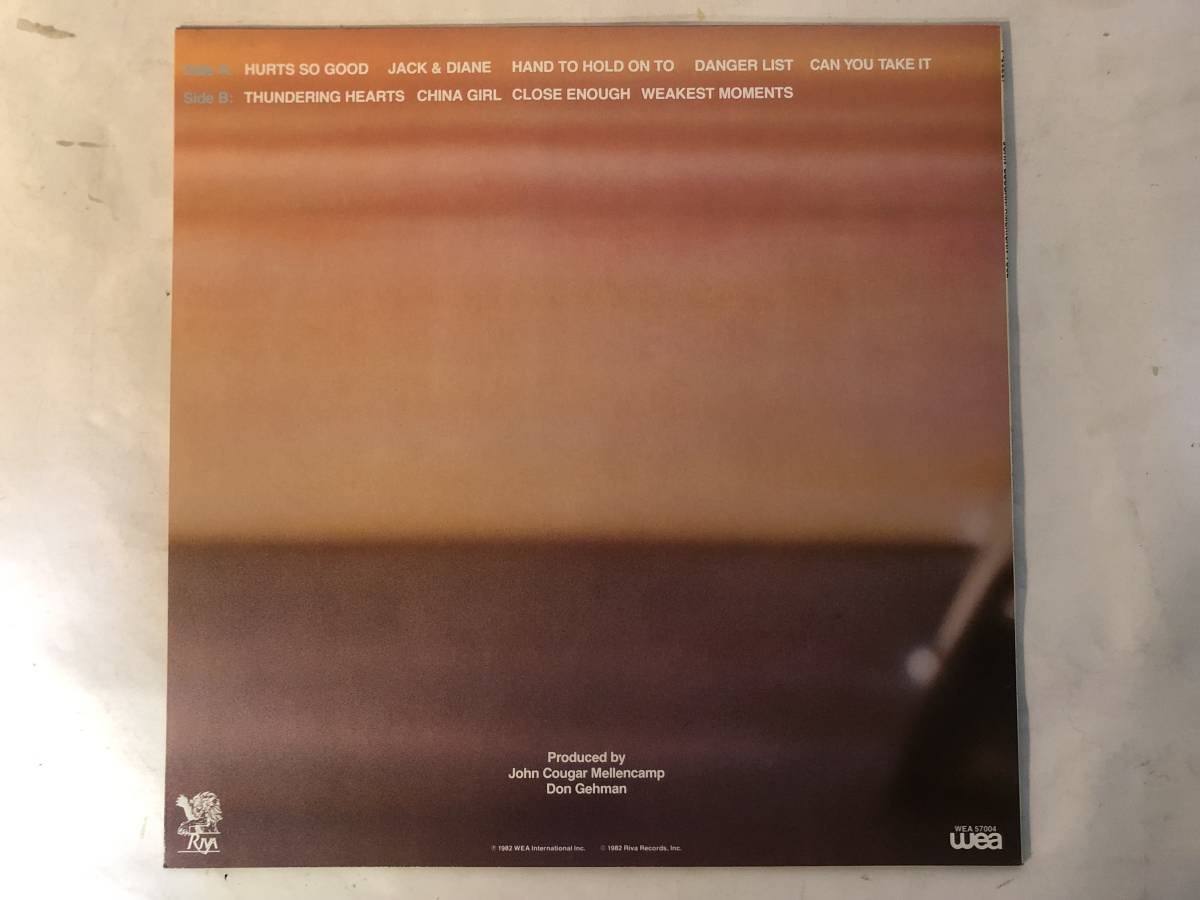 Side A: HURTS SO GOOD JACK & DIANE HAND TO HOLD ON TO DANGER LIST CAN YOU TAKE IT
Side B: THUNDERING HEARTS CHINA GIRL CLOSE ENOUGH WEAKEST MOMENTS
Produced by
John Cougar Mellencamp
Don Gehman
Riva
℗ 1982 WEA International Inc. © 1982 Riva Records, Inc.
WEA 57004
wea